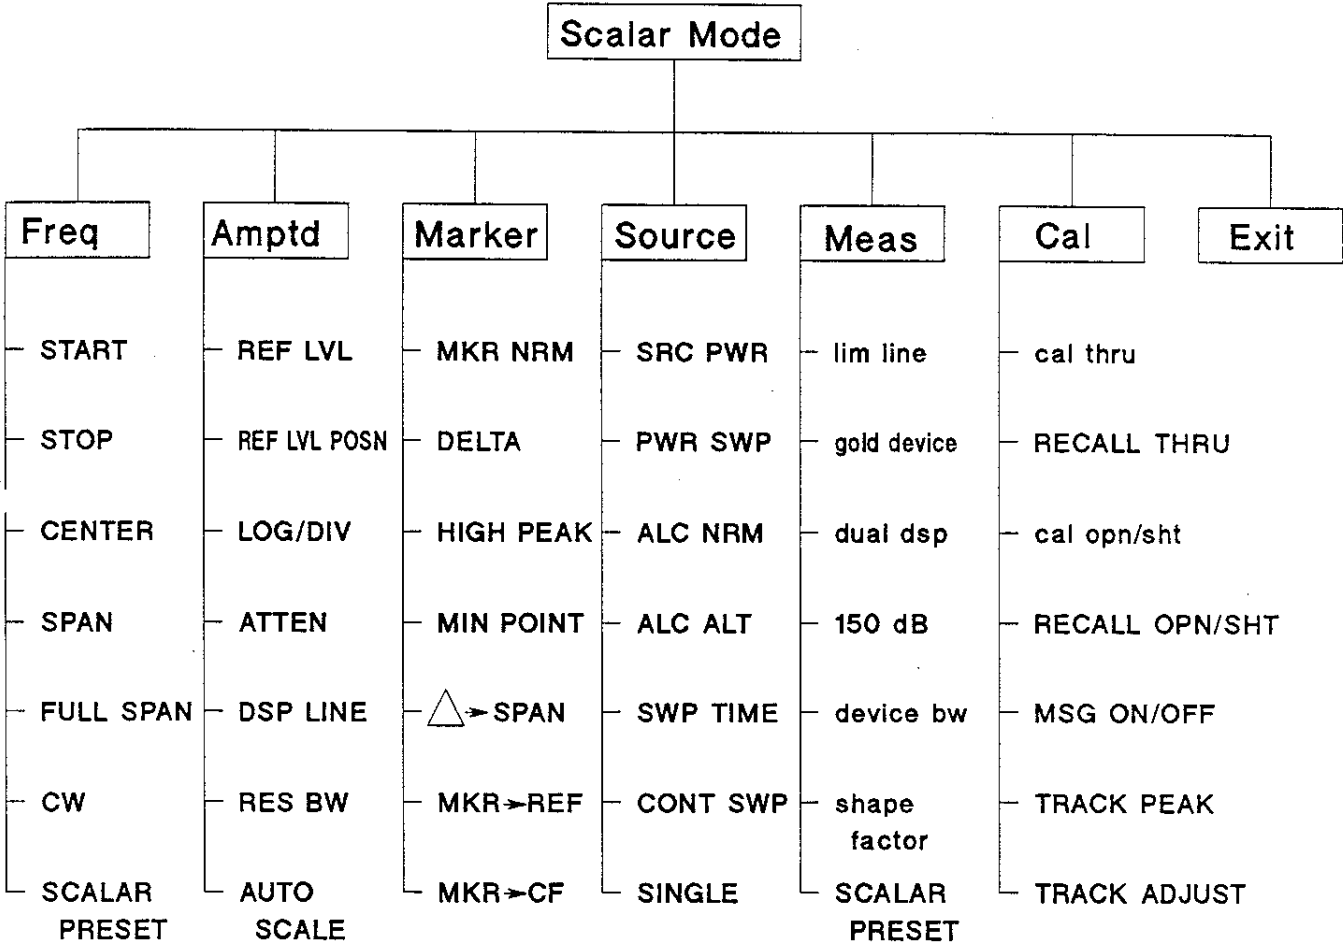 Scalar Mode
Freq
START
STOP
CENTER
SPAN
FULL SPAN
CW
SCALAR
PRESET
Amptd
REF LVL
REF LVL POSN
LOG/DIV
ATTEN
DSP LINE
RES BW
AUTO
SCALE
Marker
MKR NRM
DELTA
HIGH PEAK
MIN POINT
△→SPAN
MKR→REF
MKR→CF
Source
SRC PWR
PWR SWP
ALC NRM
ALC ALT
SWP TIME
CONT SWP
SINGLE
Meas
lim line
gold device
dual dsp
150 dB
device bw
shape
factor
SCALAR
PRESET
Cal
cal thru
RECALL THRU
cal opn/sht
RECALL OPN/SHT
MSG ON/OFF
TRACK PEAK
TRACK ADJUST
Exit